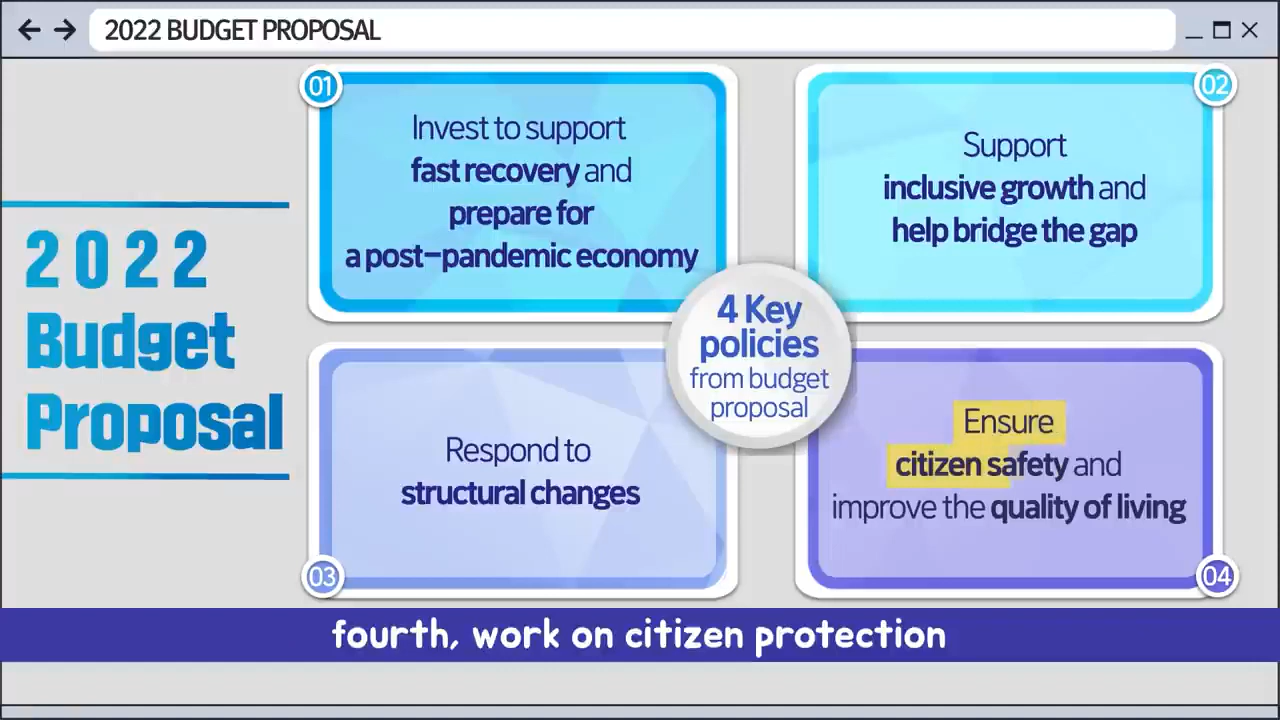 2022 BUDGET PROPOSAL
2022
Budget
Proposal
01
Invest to support
fast recovery and
prepare for
a post-pandemic economy
02
Support
inclusive growth and
help bridge the gap
4 Key
policies
from budget
proposal
Respond to
structural changes
03
Ensure
citizen safety and
improve the quality of living
04
fourth, work on citizen protection